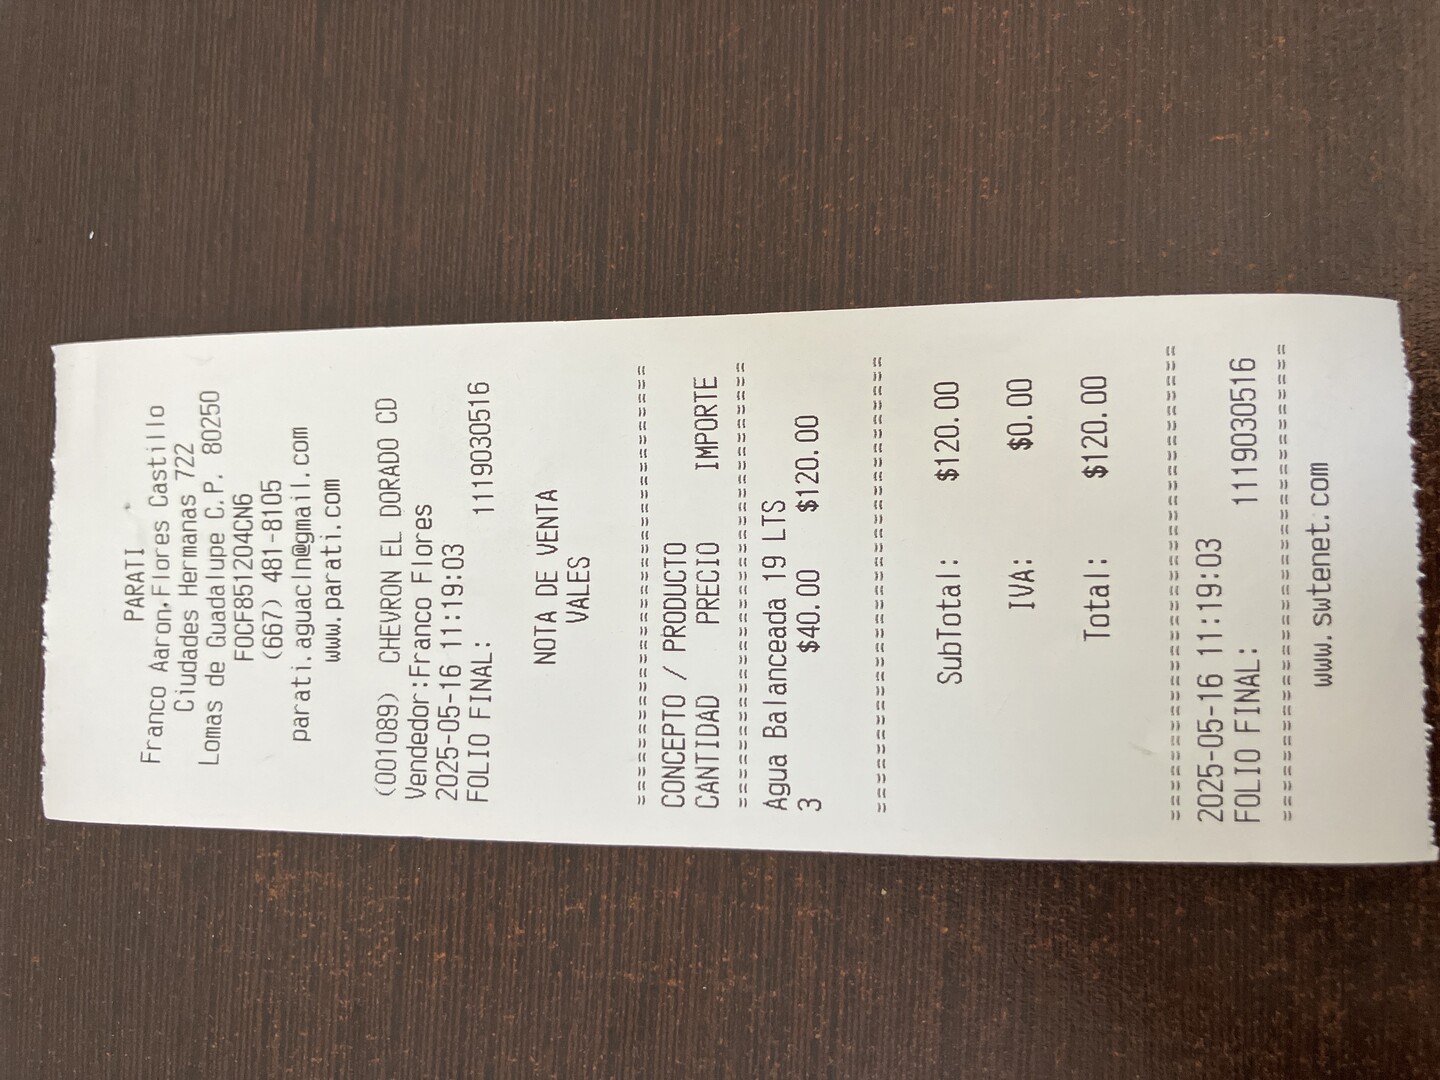 PARATI
Franco Aaron,Flores Castillo
Ciudades Hermanas 722
Lomas de Guadalupe C.P. 80250
FOCF851204CN6
(667) 481-8105
parati.aguacln@gmail.com
www.parati.com
(001089) CHEVRON EL DORADO CD
Vendedor:Franco Flores
2025-05-16 11:19:03
FOLIO FINAL: 1119030516
NOTA DE VENTA
VALES
==============================
CONCEPTO / PRODUCTO
CANTIDAD PRECIO IMPORTE
==============================
Agua Balanceada 19 LTS
3 $40.00 $120.00
==============================
SubTotal: $120.00
IVA: $0.00
Total: $120.00
==============================
2025-05-16 11:19:03
FOLIO FINAL: 1119030516
==============================
www.swtenet.com